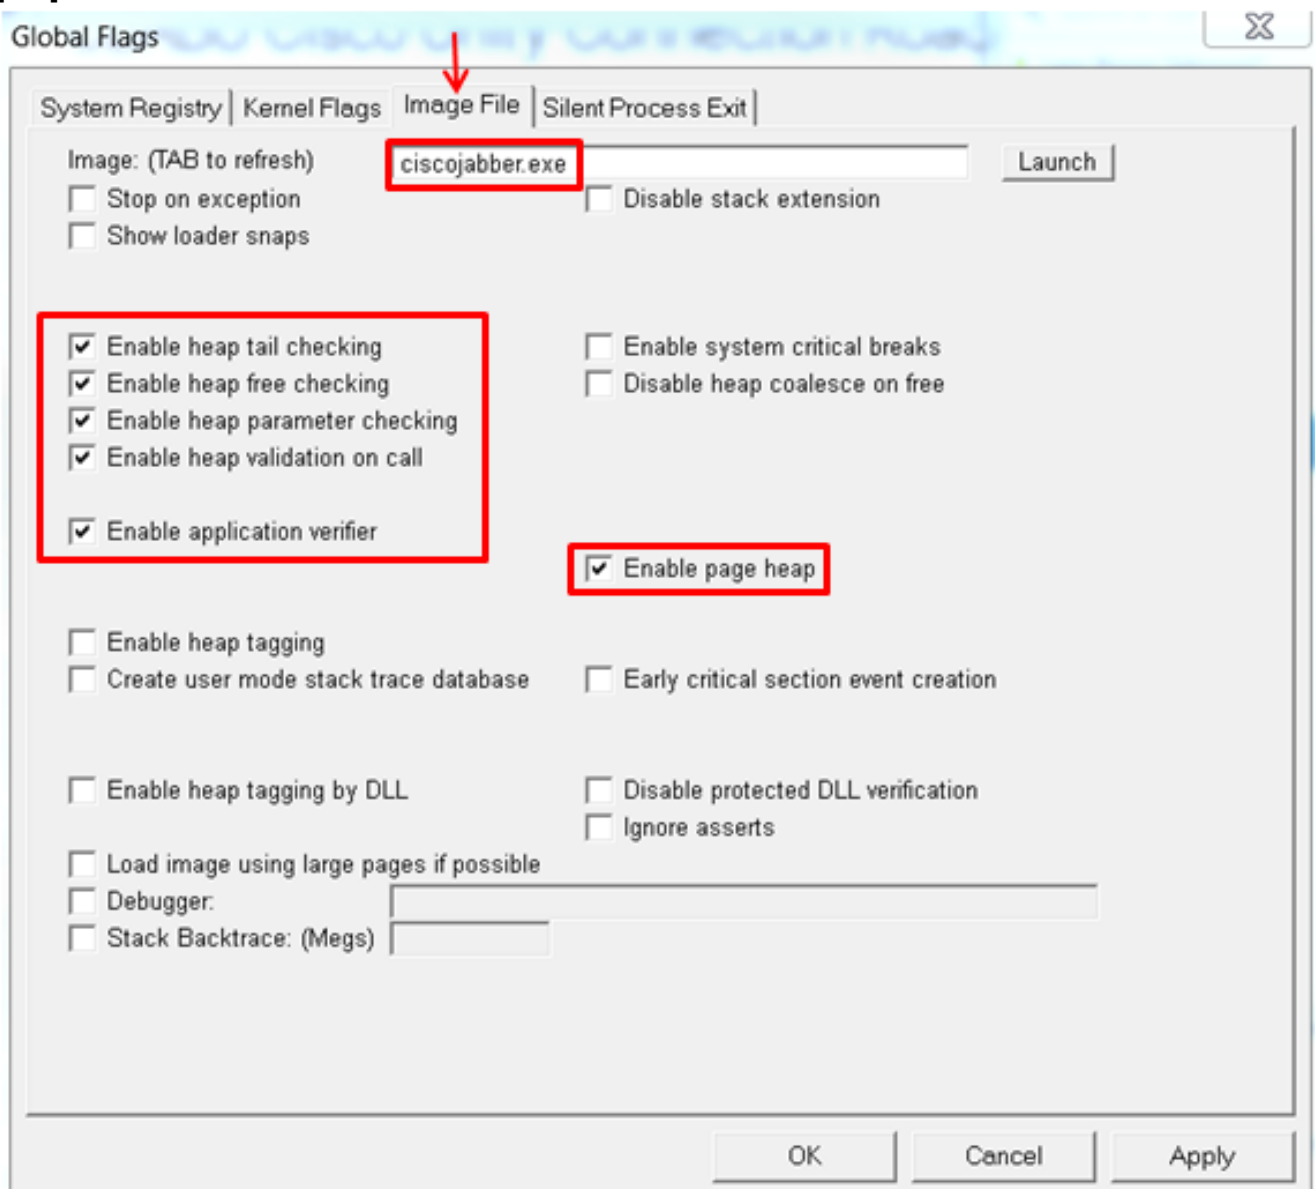 Global Flags
System Registry Kernel Flags Image File Silent Process Exit
Image: (TAB to refresh) ciscojabber.exe Launch
Stop on exception Disable stack extension
Show loader snaps
Enable heap tail checking Enable system critical breaks
Enable heap free checking Disable heap coalesce on free
Enable heap parameter checking
Enable heap validation on call
Enable application verifier
Enable page heap
Enable heap tagging
Create user mode stack trace database Early critical section event creation
Enable heap tagging by DLL Disable protected DLL verification
Ignore asserts
Load image using large pages if possible
Debugger:
Stack Backtrace: (Megs)
OK Cancel Apply